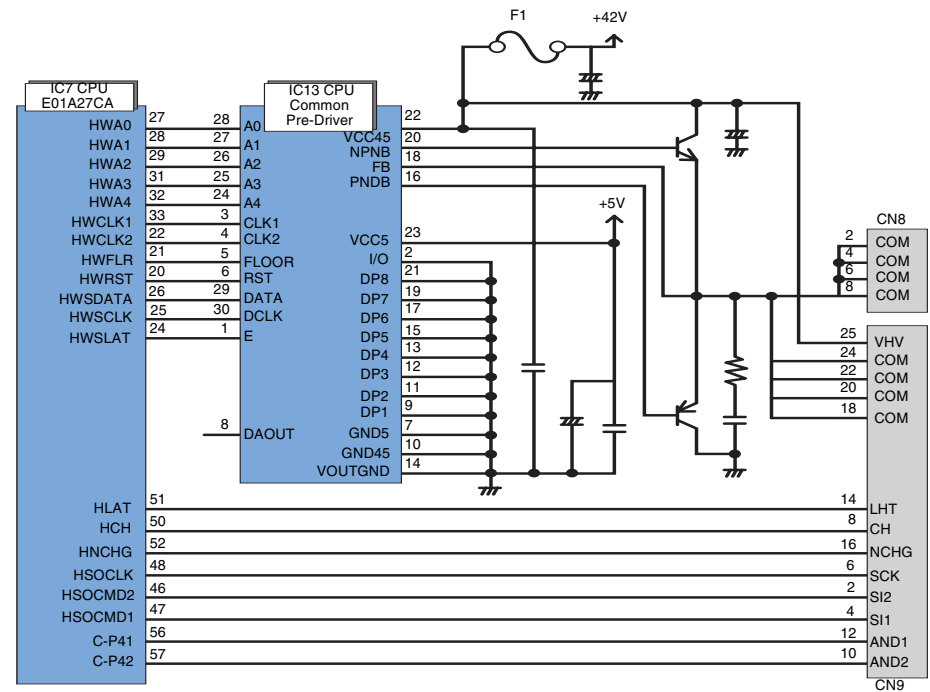 F1
+42V
IC7 CPU
E01A27CA
IC13 CPU
Common
Pre-Driver
HWA0 27 28 A0
HWA1 28 27 A1
HWA2 29 26 A2
HWA3 31 25 A3
HWA4 32 24 A4
HWCLK1 33 3 CLK1
HWCLK2 22 4 CLK2
HWFLR 21 5 FLOOR
HWRST 20 6 RST
HWSDATA 26 29 DATA
HWSCLK 25 30 DCLK
HWSLAT 24 1 E
8 DAOUT
VCC45 22
NPNB 20
FB 18
PNDB 16
VCC5 23
I/O 2
DP8 21
DP7 19
DP6 17
DP5 15
DP4 13
DP3 12
DP2 11
DP1 9
GND5 7
GND45 10
VOUTGND 14
+5V
CN8
2 COM
4 COM
6 COM
8 COM
25 VHV
24 COM
22 COM
20 COM
18 COM
HLAT 51 14 LHT
HCH 50 8 CH
HNCHG 52 16 NCHG
HSOCLK 48 6 SCK
HSOCMD2 46 2 SI2
HSOCMD1 47 4 SI1
C-P41 56 12 AND1
C-P42 57 10 AND2
CN9